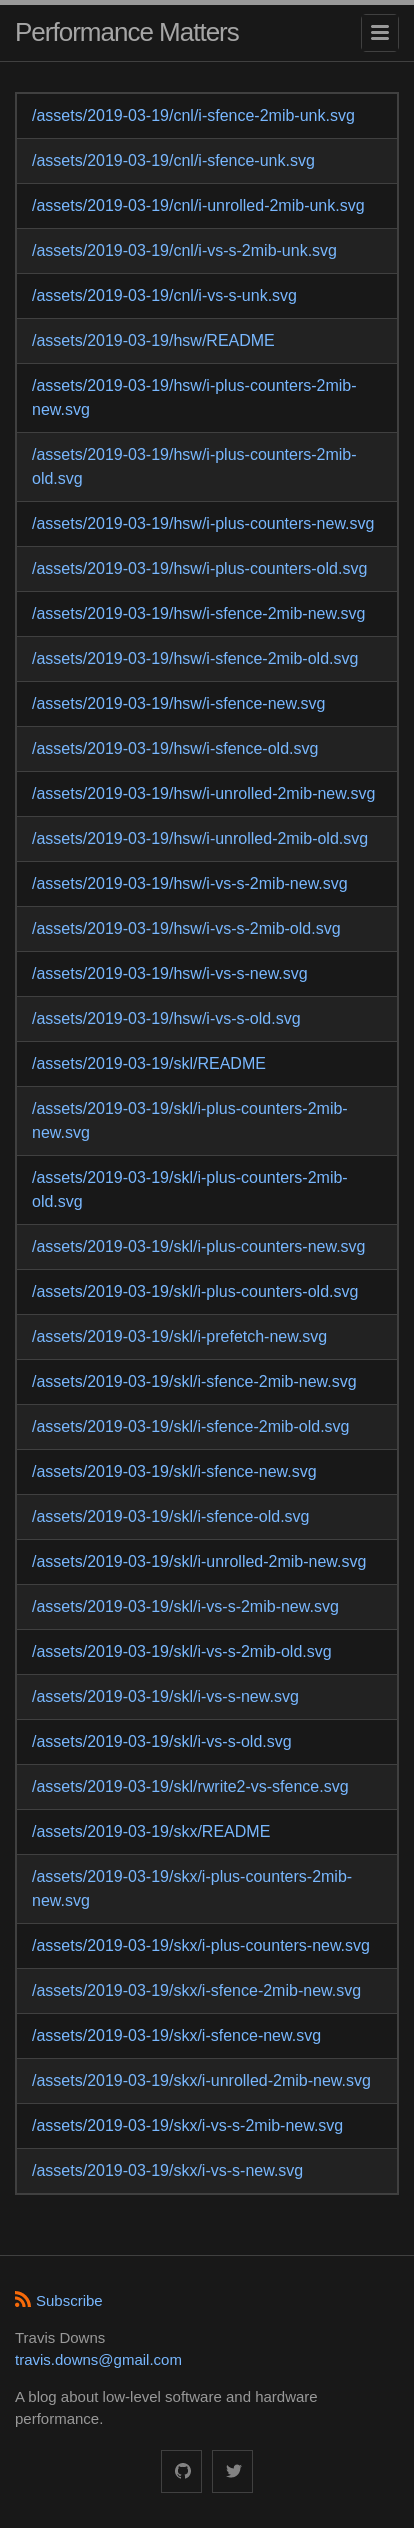 Performance Matters
/assets/2019-03-19/cnl/i-sfence-2mib-unk.svg
/assets/2019-03-19/cnl/i-sfence-unk.svg
/assets/2019-03-19/cnl/i-unrolled-2mib-unk.svg
/assets/2019-03-19/cnl/i-vs-s-2mib-unk.svg
/assets/2019-03-19/cnl/i-vs-s-unk.svg
/assets/2019-03-19/hsw/README
/assets/2019-03-19/hsw/i-plus-counters-2mib-
new.svg
/assets/2019-03-19/hsw/i-plus-counters-2mib-
old.svg
/assets/2019-03-19/hsw/i-plus-counters-new.svg
/assets/2019-03-19/hsw/i-plus-counters-old.svg
/assets/2019-03-19/hsw/i-sfence-2mib-new.svg
/assets/2019-03-19/hsw/i-sfence-2mib-old.svg
/assets/2019-03-19/hsw/i-sfence-new.svg
/assets/2019-03-19/hsw/i-sfence-old.svg
/assets/2019-03-19/hsw/i-unrolled-2mib-new.svg
/assets/2019-03-19/hsw/i-unrolled-2mib-old.svg
/assets/2019-03-19/hsw/i-vs-s-2mib-new.svg
/assets/2019-03-19/hsw/i-vs-s-2mib-old.svg
/assets/2019-03-19/hsw/i-vs-s-new.svg
/assets/2019-03-19/hsw/i-vs-s-old.svg
/assets/2019-03-19/skl/README
/assets/2019-03-19/skl/i-plus-counters-2mib-
new.svg
/assets/2019-03-19/skl/i-plus-counters-2mib-
old.svg
/assets/2019-03-19/skl/i-plus-counters-new.svg
/assets/2019-03-19/skl/i-plus-counters-old.svg
/assets/2019-03-19/skl/i-prefetch-new.svg
/assets/2019-03-19/skl/i-sfence-2mib-new.svg
/assets/2019-03-19/skl/i-sfence-2mib-old.svg
/assets/2019-03-19/skl/i-sfence-new.svg
/assets/2019-03-19/skl/i-sfence-old.svg
/assets/2019-03-19/skl/i-unrolled-2mib-new.svg
/assets/2019-03-19/skl/i-vs-s-2mib-new.svg
/assets/2019-03-19/skl/i-vs-s-2mib-old.svg
/assets/2019-03-19/skl/i-vs-s-new.svg
/assets/2019-03-19/skl/i-vs-s-old.svg
/assets/2019-03-19/skl/rwrite2-vs-sfence.svg
/assets/2019-03-19/skx/README
/assets/2019-03-19/skx/i-plus-counters-2mib-
new.svg
/assets/2019-03-19/skx/i-plus-counters-new.svg
/assets/2019-03-19/skx/i-sfence-2mib-new.svg
/assets/2019-03-19/skx/i-sfence-new.svg
/assets/2019-03-19/skx/i-unrolled-2mib-new.svg
/assets/2019-03-19/skx/i-vs-s-2mib-new.svg
/assets/2019-03-19/skx/i-vs-s-new.svg
Subscribe
Travis Downs
travis.downs@gmail.com
A blog about low-level software and hardware
performance.